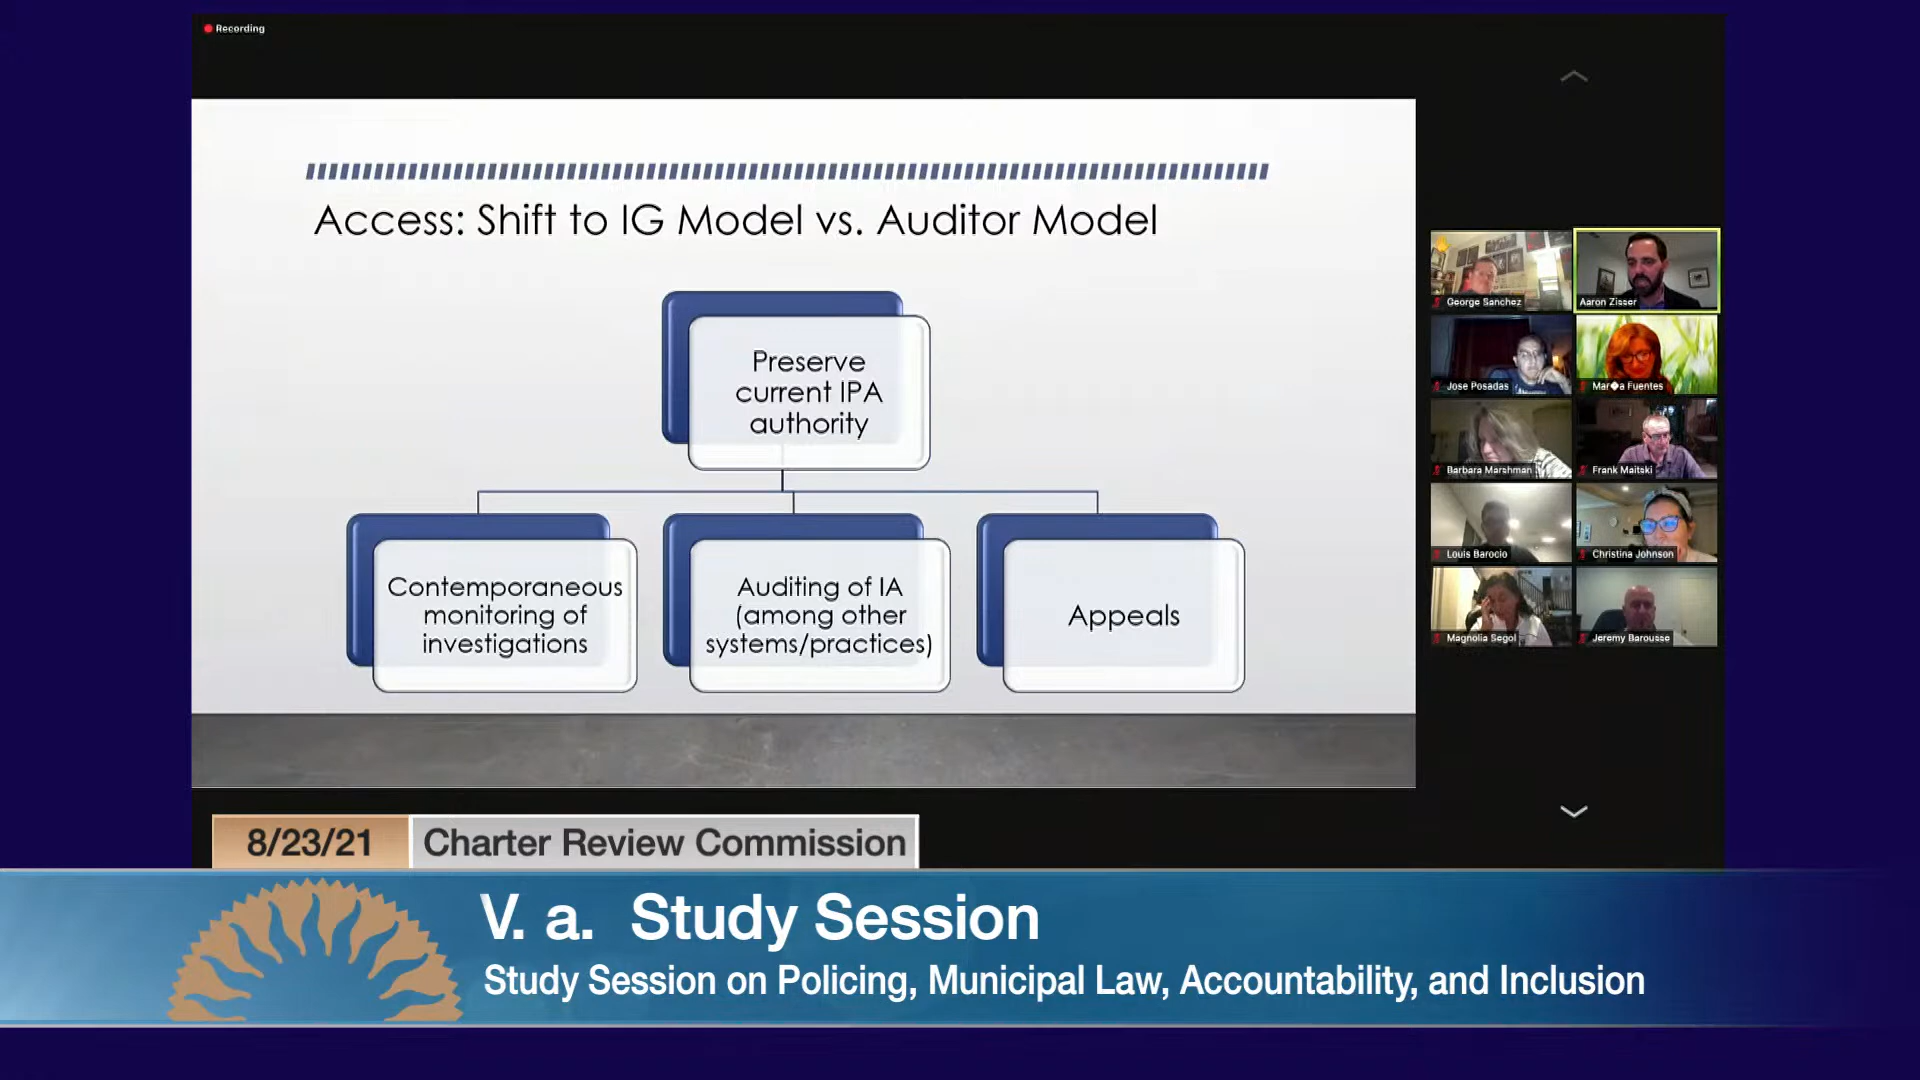 Recording
Access: Shift to IG Model vs. Auditor Model
Preserve
current IPA
authority
Contemporaneous
monitoring of
investigations
Auditing of IA
(among other
systems/practices)
Appeals
George Sanchez
Aaron Zisser
Jose Posadas
Mar�a Fuentes
Barbara Marshman
Frank Maitski
Louis Barocio
Christina Johnson
Magnolia Segol
Jeremy Barousse
8/23/21
Charter Review Commission
V. a. Study Session
Study Session on Policing, Municipal Law, Accountability, and Inclusion